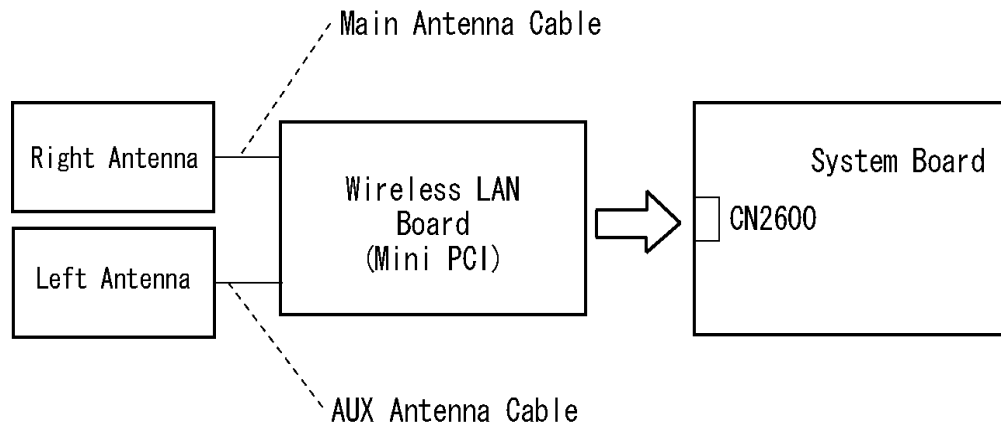 Main Antenna Cable
Right Antenna
Left Antenna
Wireless LAN
Board
(Mini PCI)
System Board
CN2600
AUX Antenna Cable